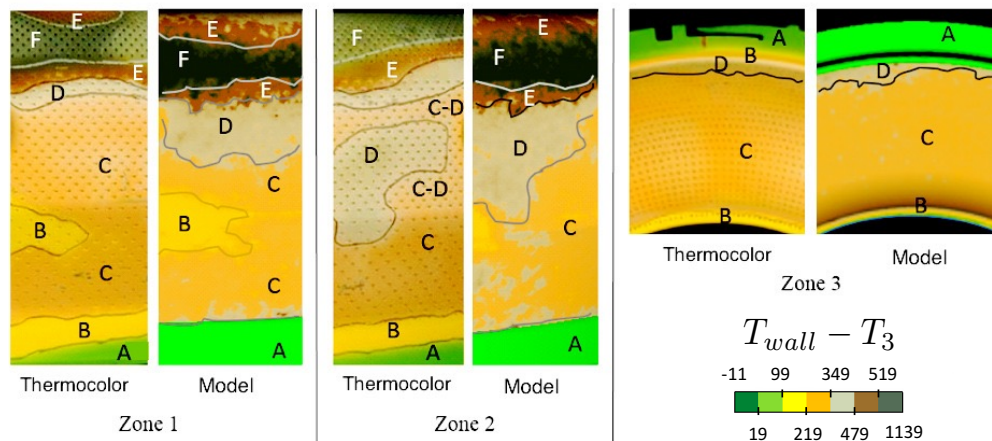 E
F
E
D
C
B
C
B
A
Thermocolor
E
F
E
D
C
B
C
A
Model
Zone 1
F
E
C-D
D
C-D
C
B
A
Thermocolor
E
F
E
D
C
A
Model
Zone 2
A
B
D
C
B
Thermocolor
A
D
C
B
Model
Zone 3
T_wall − T_3
-11 99 349 519
19 219 479 1139